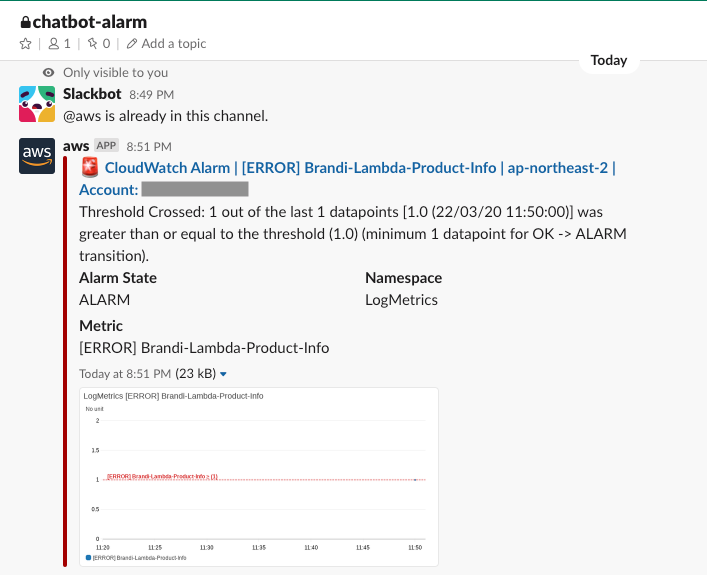 chatbot-alarm
1
0
Add a topic
Today
Only visible to you
Slackbot 8:49 PM
@aws is already in this channel.
aws
aws APP 8:51 PM
CloudWatch Alarm | [ERROR] Brandi-Lambda-Product-Info | ap-northeast-2 |
Account:
Threshold Crossed: 1 out of the last 1 datapoints [1.0 (22/03/20 11:50:00)] was
greater than or equal to the threshold (1.0) (minimum 1 datapoint for OK -> ALARM
transition).
Alarm State Namespace
ALARM LogMetrics
Metric
[ERROR] Brandi-Lambda-Product-Info
Today at 8:51 PM (23 kB)
LogMetrics [ERROR] Brandi-Lambda-Product-Info
No unit
2
1.5
[ERROR] Brandi-Lambda-Product-Info ≥ (1)
1
0.5
0
11:20 11:25 11:30 11:35 11:40 11:45 11:50
[ERROR] Brandi-Lambda-Product-Info